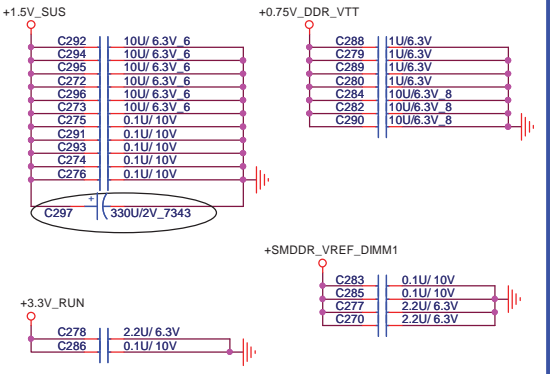 +1.5V_SUS
C292 10U/ 6.3V_6
C294 10U/ 6.3V_6
C295 10U/ 6.3V_6
C272 10U/ 6.3V_6
C296 10U/ 6.3V_6
C273 10U/ 6.3V_6
C275 0.1U/ 10V
C291 0.1U/ 10V
C293 0.1U/ 10V
C274 0.1U/ 10V
C276 0.1U/ 10V
+
C297 330U/2V_7343
+0.75V_DDR_VTT
C288 1U/6.3V
C279 1U/6.3V
C289 1U/6.3V
C280 1U/6.3V
C284 10U/6.3V_8
C282 10U/6.3V_8
C290 10U/6.3V_8
+SMDDR_VREF_DIMM1
C283 0.1U/ 10V
C285 0.1U/ 10V
C277 2.2U/ 6.3V
C270 2.2U/ 6.3V
+3.3V_RUN
C278 2.2U/ 6.3V
C286 0.1U/ 10V